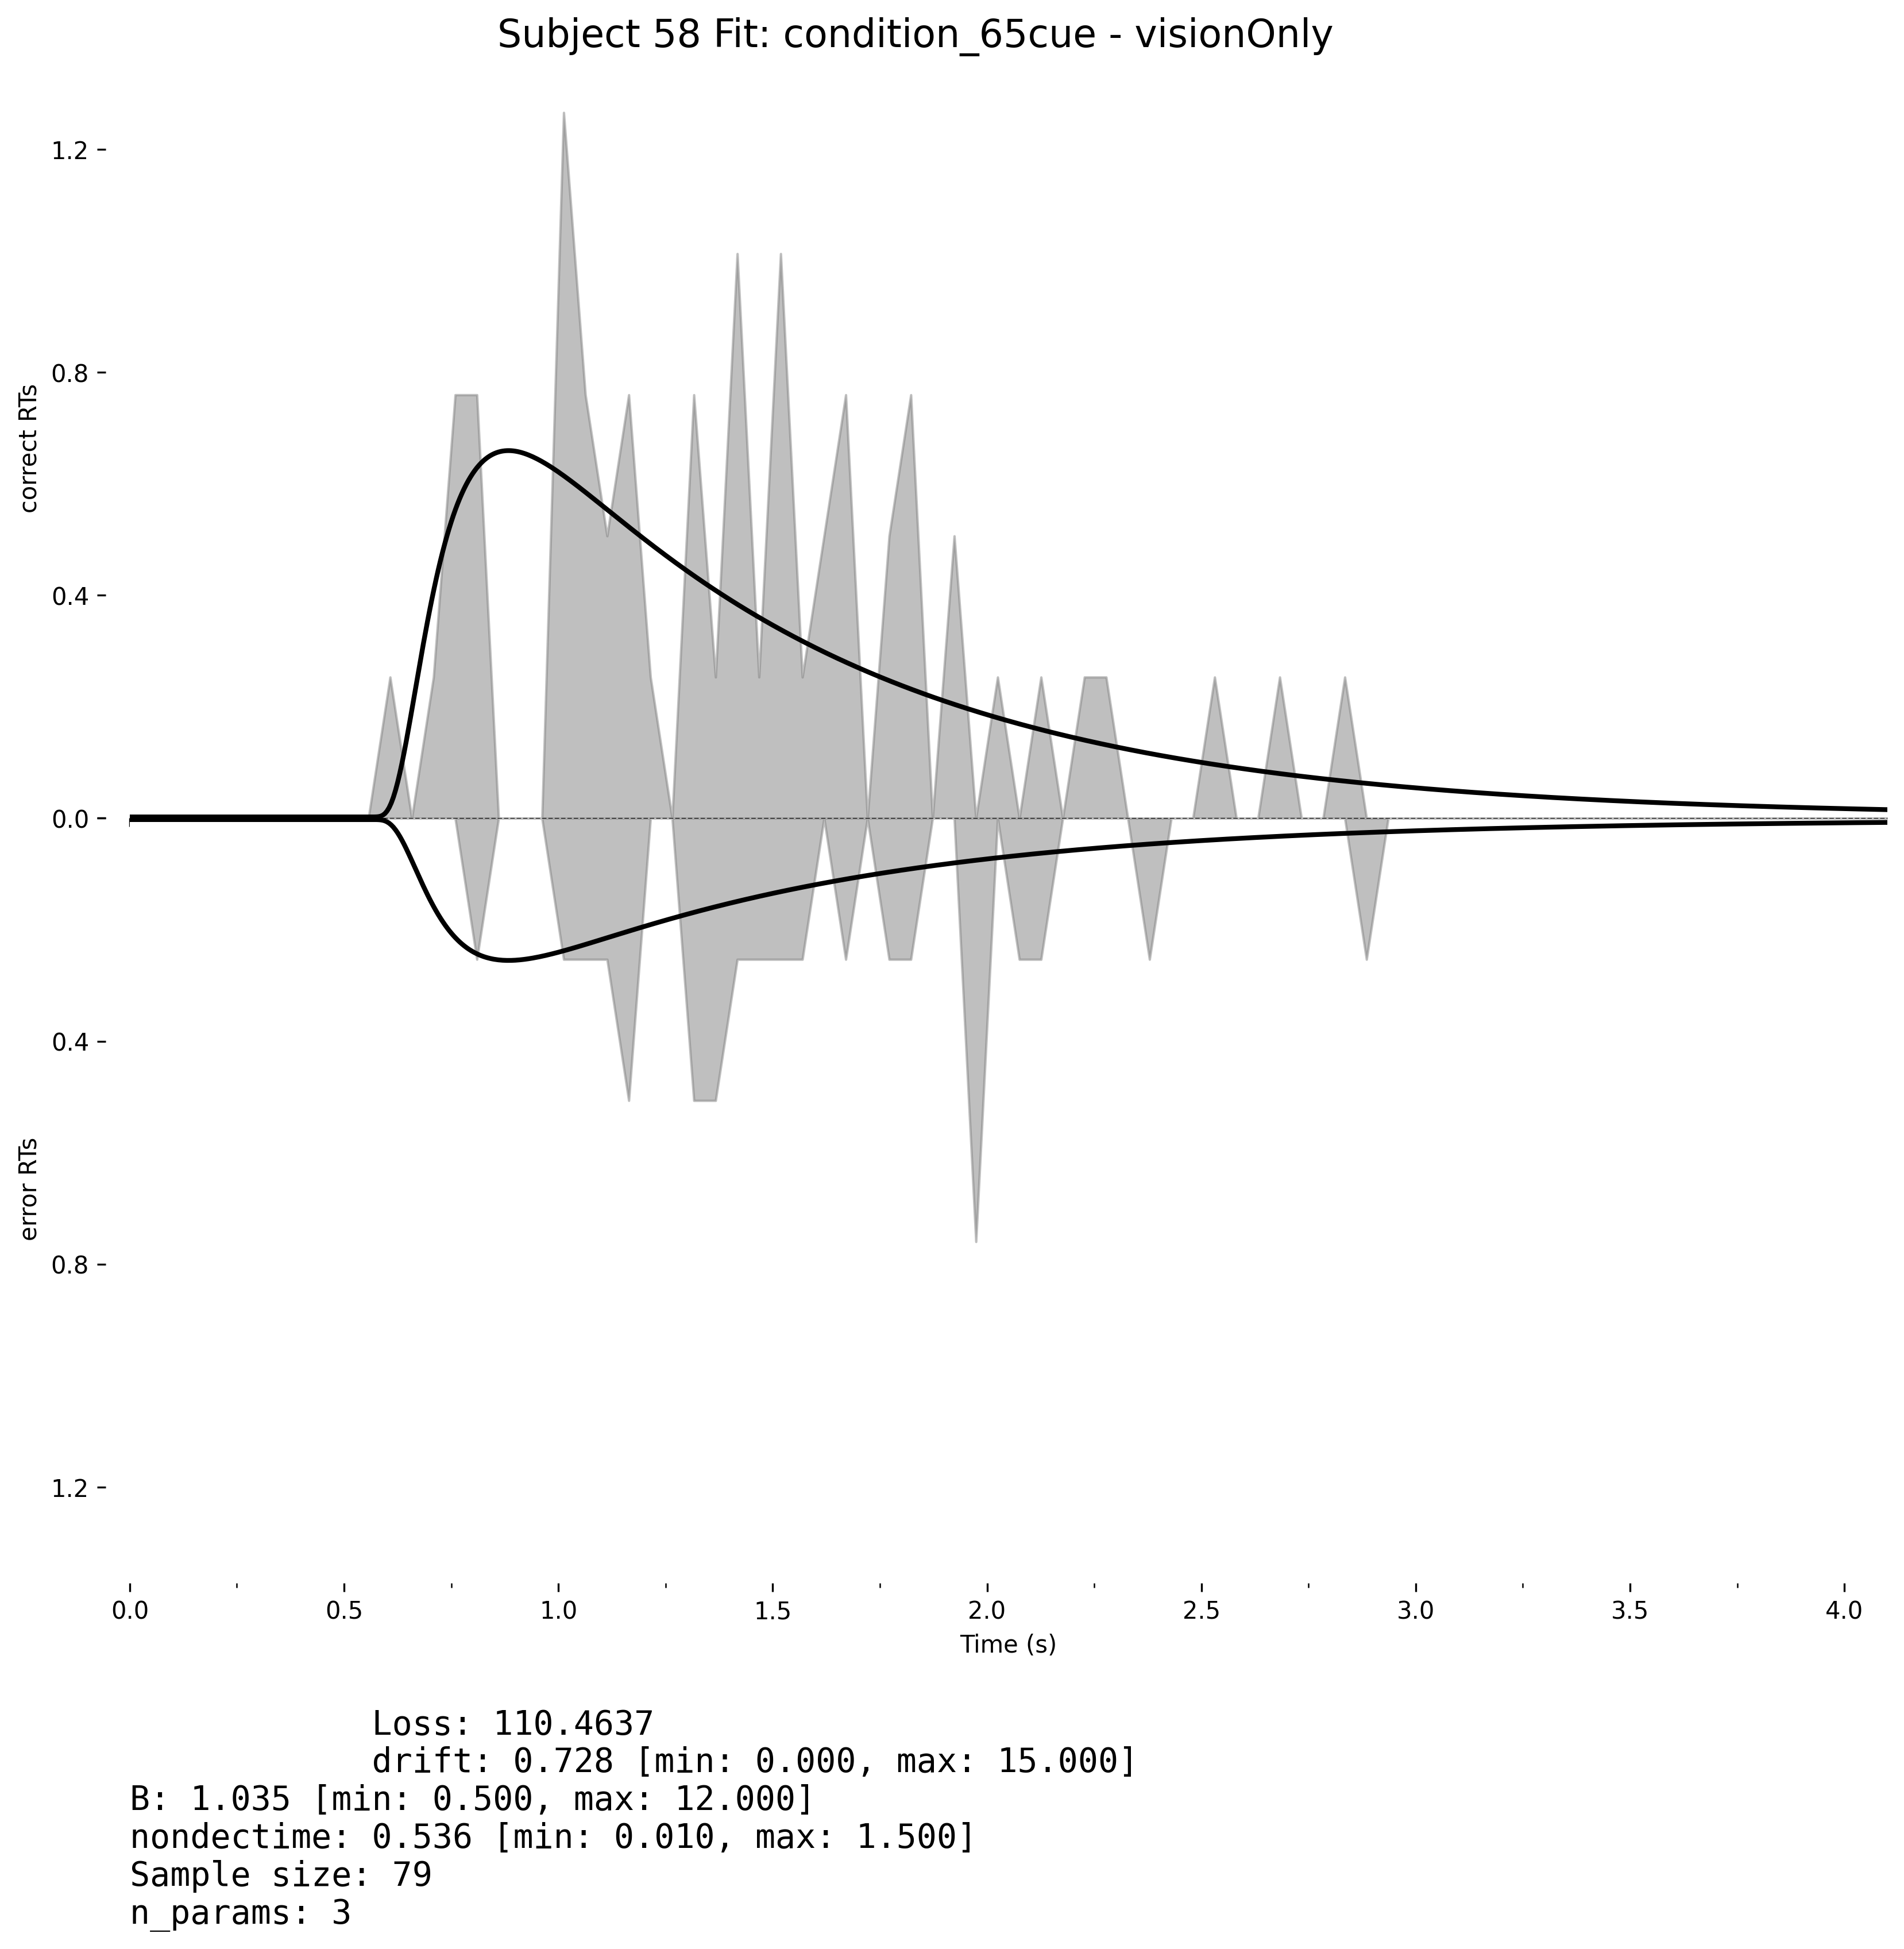 Subject 58 Fit: condition_65cue - visionOnly
1.2
0.8
0.4
0.0
0.4
0.8
1.2
correct RTs
error RTs
0.0 0.5 1.0 1.5 2.0 2.5 3.0 3.5 4.0
Time (s)
Loss: 110.4637
drift: 0.728 [min: 0.000, max: 15.000]
B: 1.035 [min: 0.500, max: 12.000]
nondectime: 0.536 [min: 0.010, max: 1.500]
Sample size: 79
n_params: 3